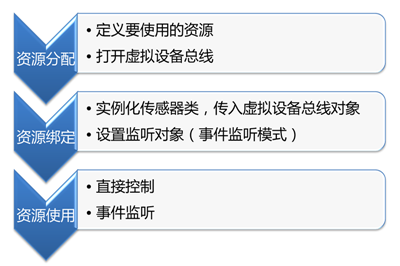 资源分配
• 定义要使用的资源
• 打开虚拟设备总线
资源绑定
• 实例化传感器类，传入虚拟设备总线对象
• 设置监听对象（事件监听模式）
资源使用
• 直接控制
• 事件监听